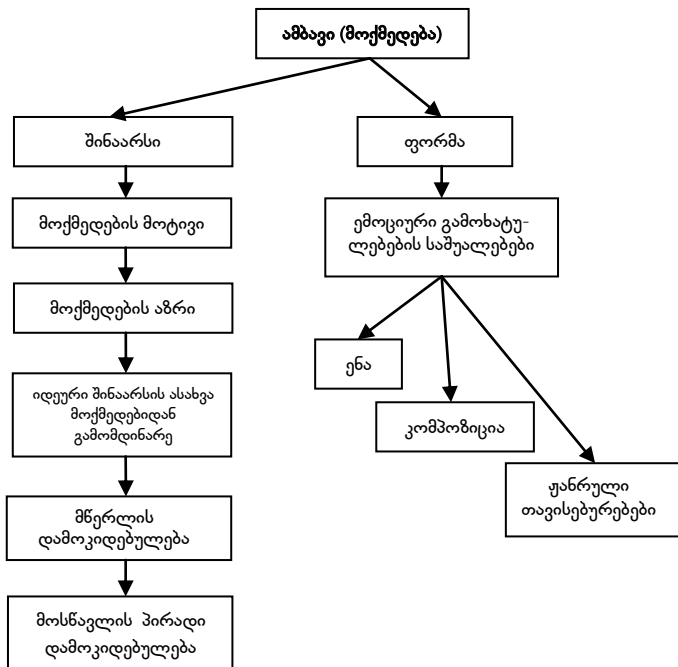 ამბავი (მოქმედება)
შინაარსი
ფორმა
მოქმედების მოტივი
ემოციური გამოხატუ-
ლებების საშუალებები
მოქმედების აზრი
ენა
იდეური შინაარსის ასახვა
მოქმედებიდან
გამომდინარე
კომპოზიცია
ჟანრული
თავისებურებები
მწერლის
დამოკიდებულება
მოსწავლის პირადი
დამოკიდებულება